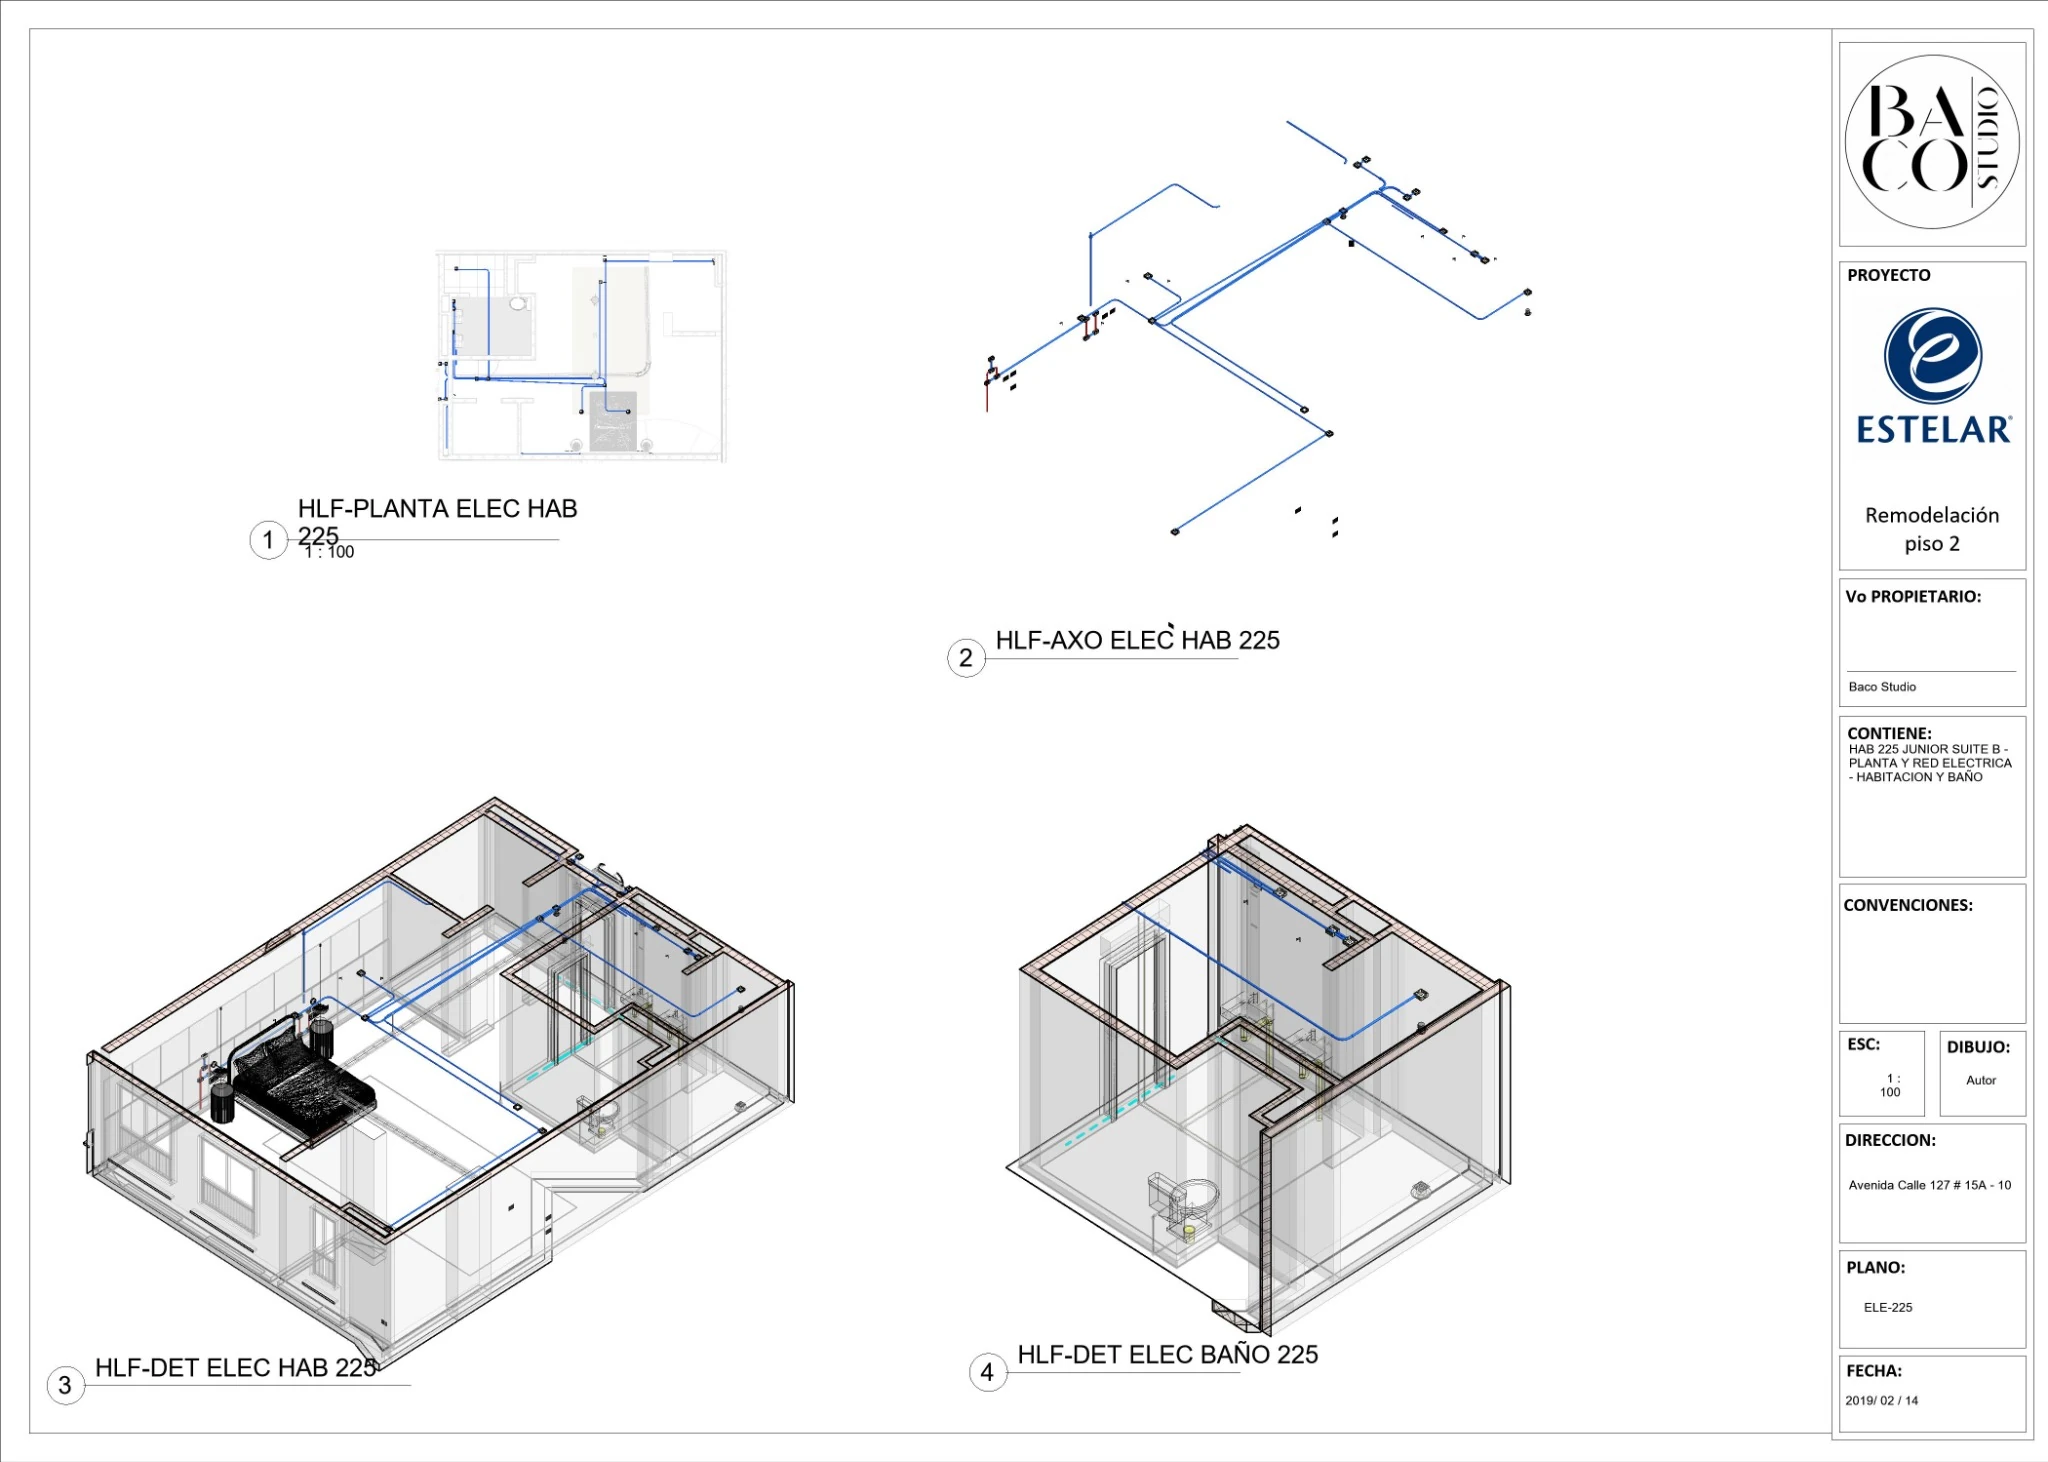 HLF-PLANTA ELEC HAB
225
1
1 : 100
2
HLF-AXO ELEC HAB 225
3
HLF-DET ELEC HAB 225
4
HLF-DET ELEC BAÑO 225
BA
CO
STUDIO
PROYECTO
ESTELAR®
Remodelación
piso 2
Vo PROPIETARIO:
Baco Studio
CONTIENE:
HAB 225 JUNIOR SUITE B -
PLANTA Y RED ELECTRICA
- HABITACION Y BAÑO
CONVENCIONES:
ESC:
1 :
100
DIBUJO:
Autor
DIRECCION:
Avenida Calle 127 # 15A - 10
PLANO:
ELE-225
FECHA:
2019/ 02 / 14